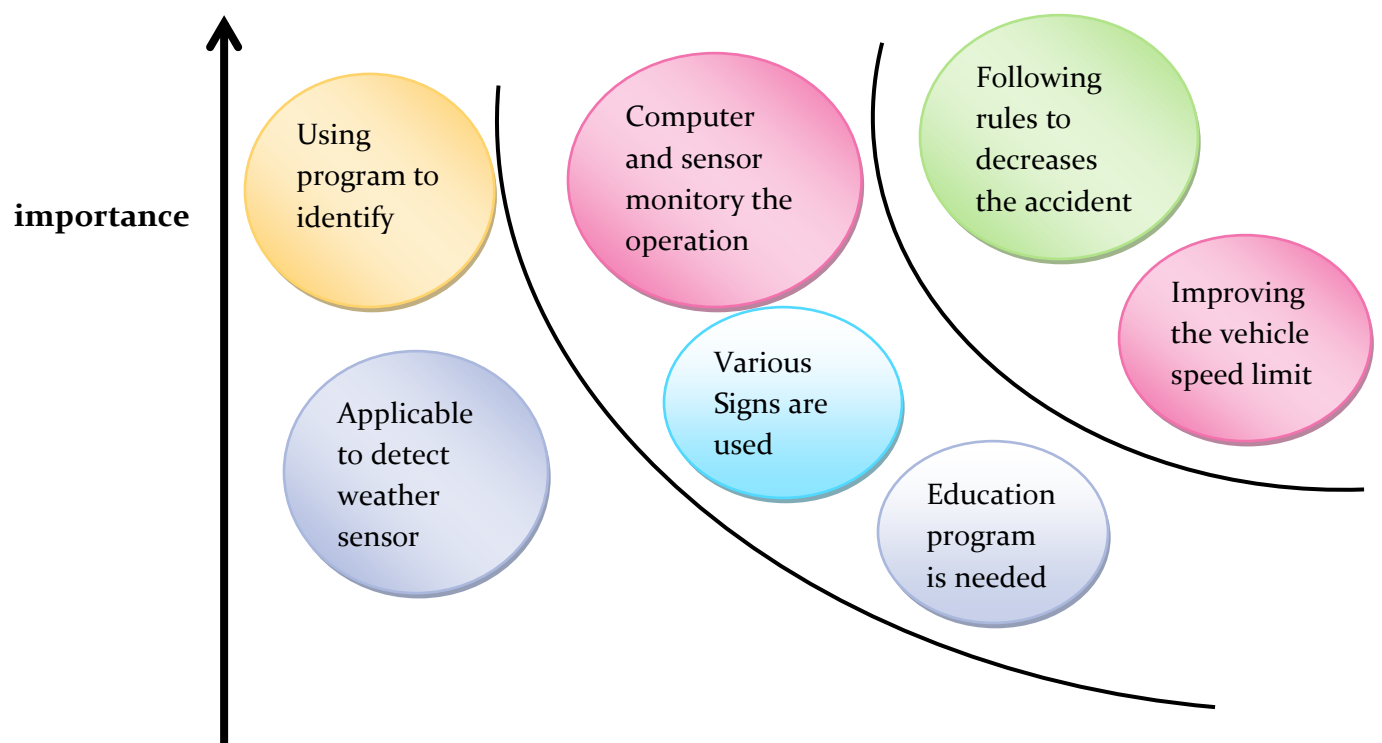 importance
Using
program to
identify
Applicable
to detect
weather
sensor
Computer
and sensor
monitory the
operation
Various
Signs are
used
Education
program
is needed
Following
rules to
decreases
the accident
Improving
the vehicle
speed limit